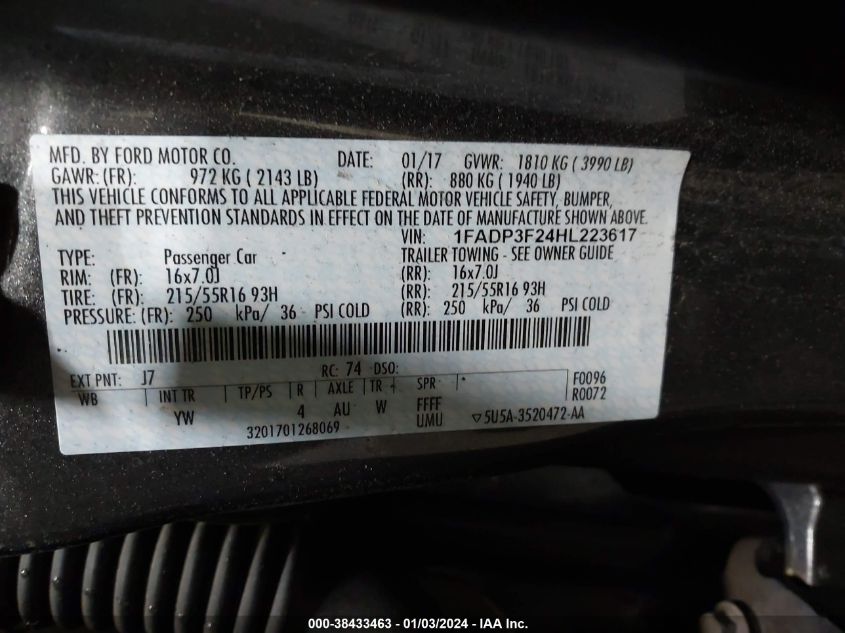 MFD. BY FORD MOTOR CO. DATE: 01/17 GVWR: 1810 KG ( 3990 LB)
GAWR: (FR): 972 KG ( 2143 LB) (RR): 880 KG ( 1940 LB)
THIS VEHICLE CONFORMS TO ALL APPLICABLE FEDERAL MOTOR VEHICLE SAFETY, BUMPER,
AND THEFT PREVENTION STANDARDS IN EFFECT ON THE DATE OF MANUFACTURE SHOWN ABOVE.
VIN: 1FADP3F24HL223617
TYPE: Passenger Car TRAILER TOWING - SEE OWNER GUIDE
RIM: (FR): 16x7.0J (RR): 16x7.0J
TIRE: (FR): 215/55R16 93H (RR): 215/55R16 93H
PRESSURE: (FR): 250 kPa/ 36 PSI COLD (RR): 250 kPa/ 36 PSI COLD
EXT PNT: J7 RC: 74 DSO: F0096
WB INT TR TP/PS R AXLE TR + SPR * R0072
YW 4 AU W FFFF
3201701268069 UMU ▽5U5A-3520472-AA
000-38433463 - 01/03/2024 - IAA Inc.